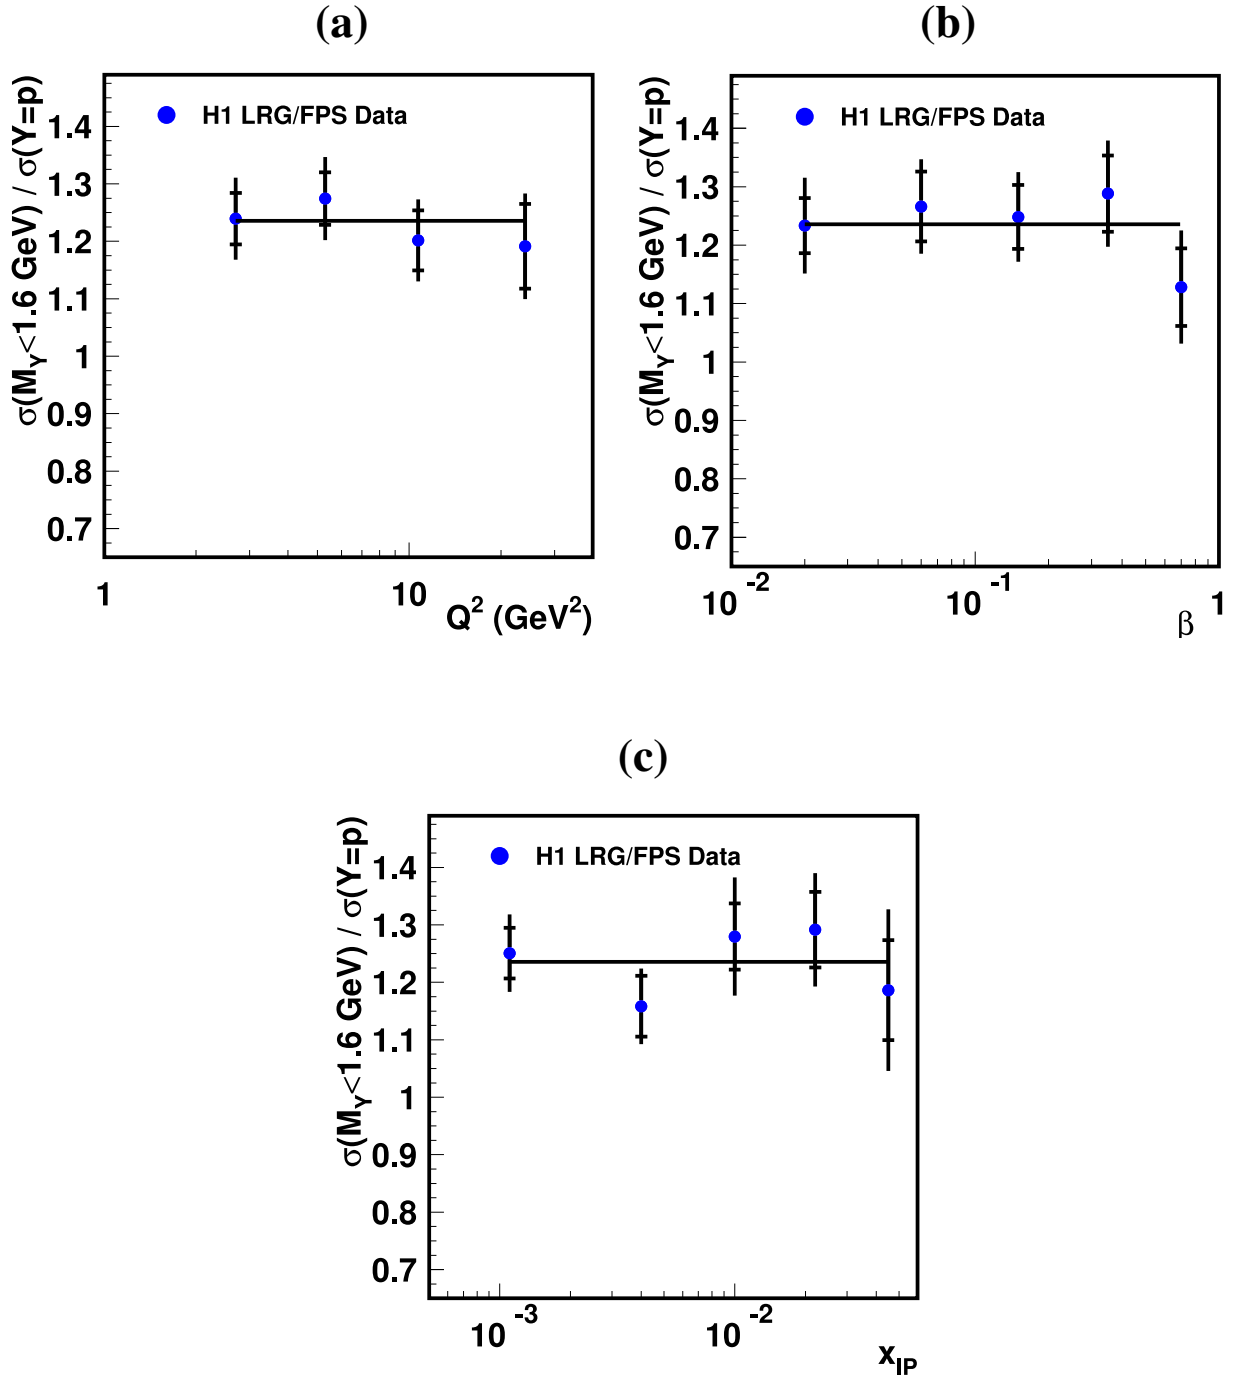 (a)
σ(M_Y<1.6 GeV) / σ(Y=p)
H1 LRG/FPS Data
1.4
1.3
1.2
1.1
1
0.9
0.8
0.7
1
10
Q² (GeV²)
(b)
σ(M_Y<1.6 GeV) / σ(Y=p)
H1 LRG/FPS Data
1.4
1.3
1.2
1.1
1
0.9
0.8
0.7
10⁻²
10⁻¹
1
β
(c)
σ(M_Y<1.6 GeV) / σ(Y=p)
H1 LRG/FPS Data
1.4
1.3
1.2
1.1
1
0.9
0.8
0.7
10⁻³
10⁻²
x_IP